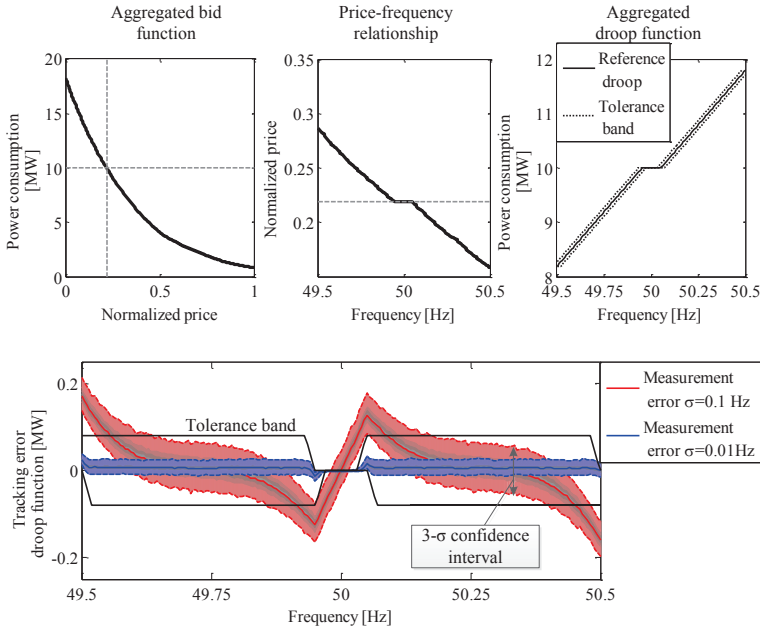 Aggregated bid
function
Price-frequency
relationship
Aggregated
droop function
Power consumption
[MW]
20
15
10
5
0
0
0.5
1
Normalized price
Normalized price
0.35
0.3
0.25
0.2
49.5
50
50.5
Frequency [Hz]
Power consumption
[MW]
12
11
10
9
8
Reference
droop
Tolerance
band
49.5
49.75
50
50.25
50.5
Frequency [Hz]
Tracking error
droop function [MW]
0.2
0
-0.2
Tolerance band
3-σ confidence
interval
49.5
49.75
50
50.25
50.5
Frequency [Hz]
Measurement
error σ=0.1 Hz
Measurement
error σ=0.01Hz